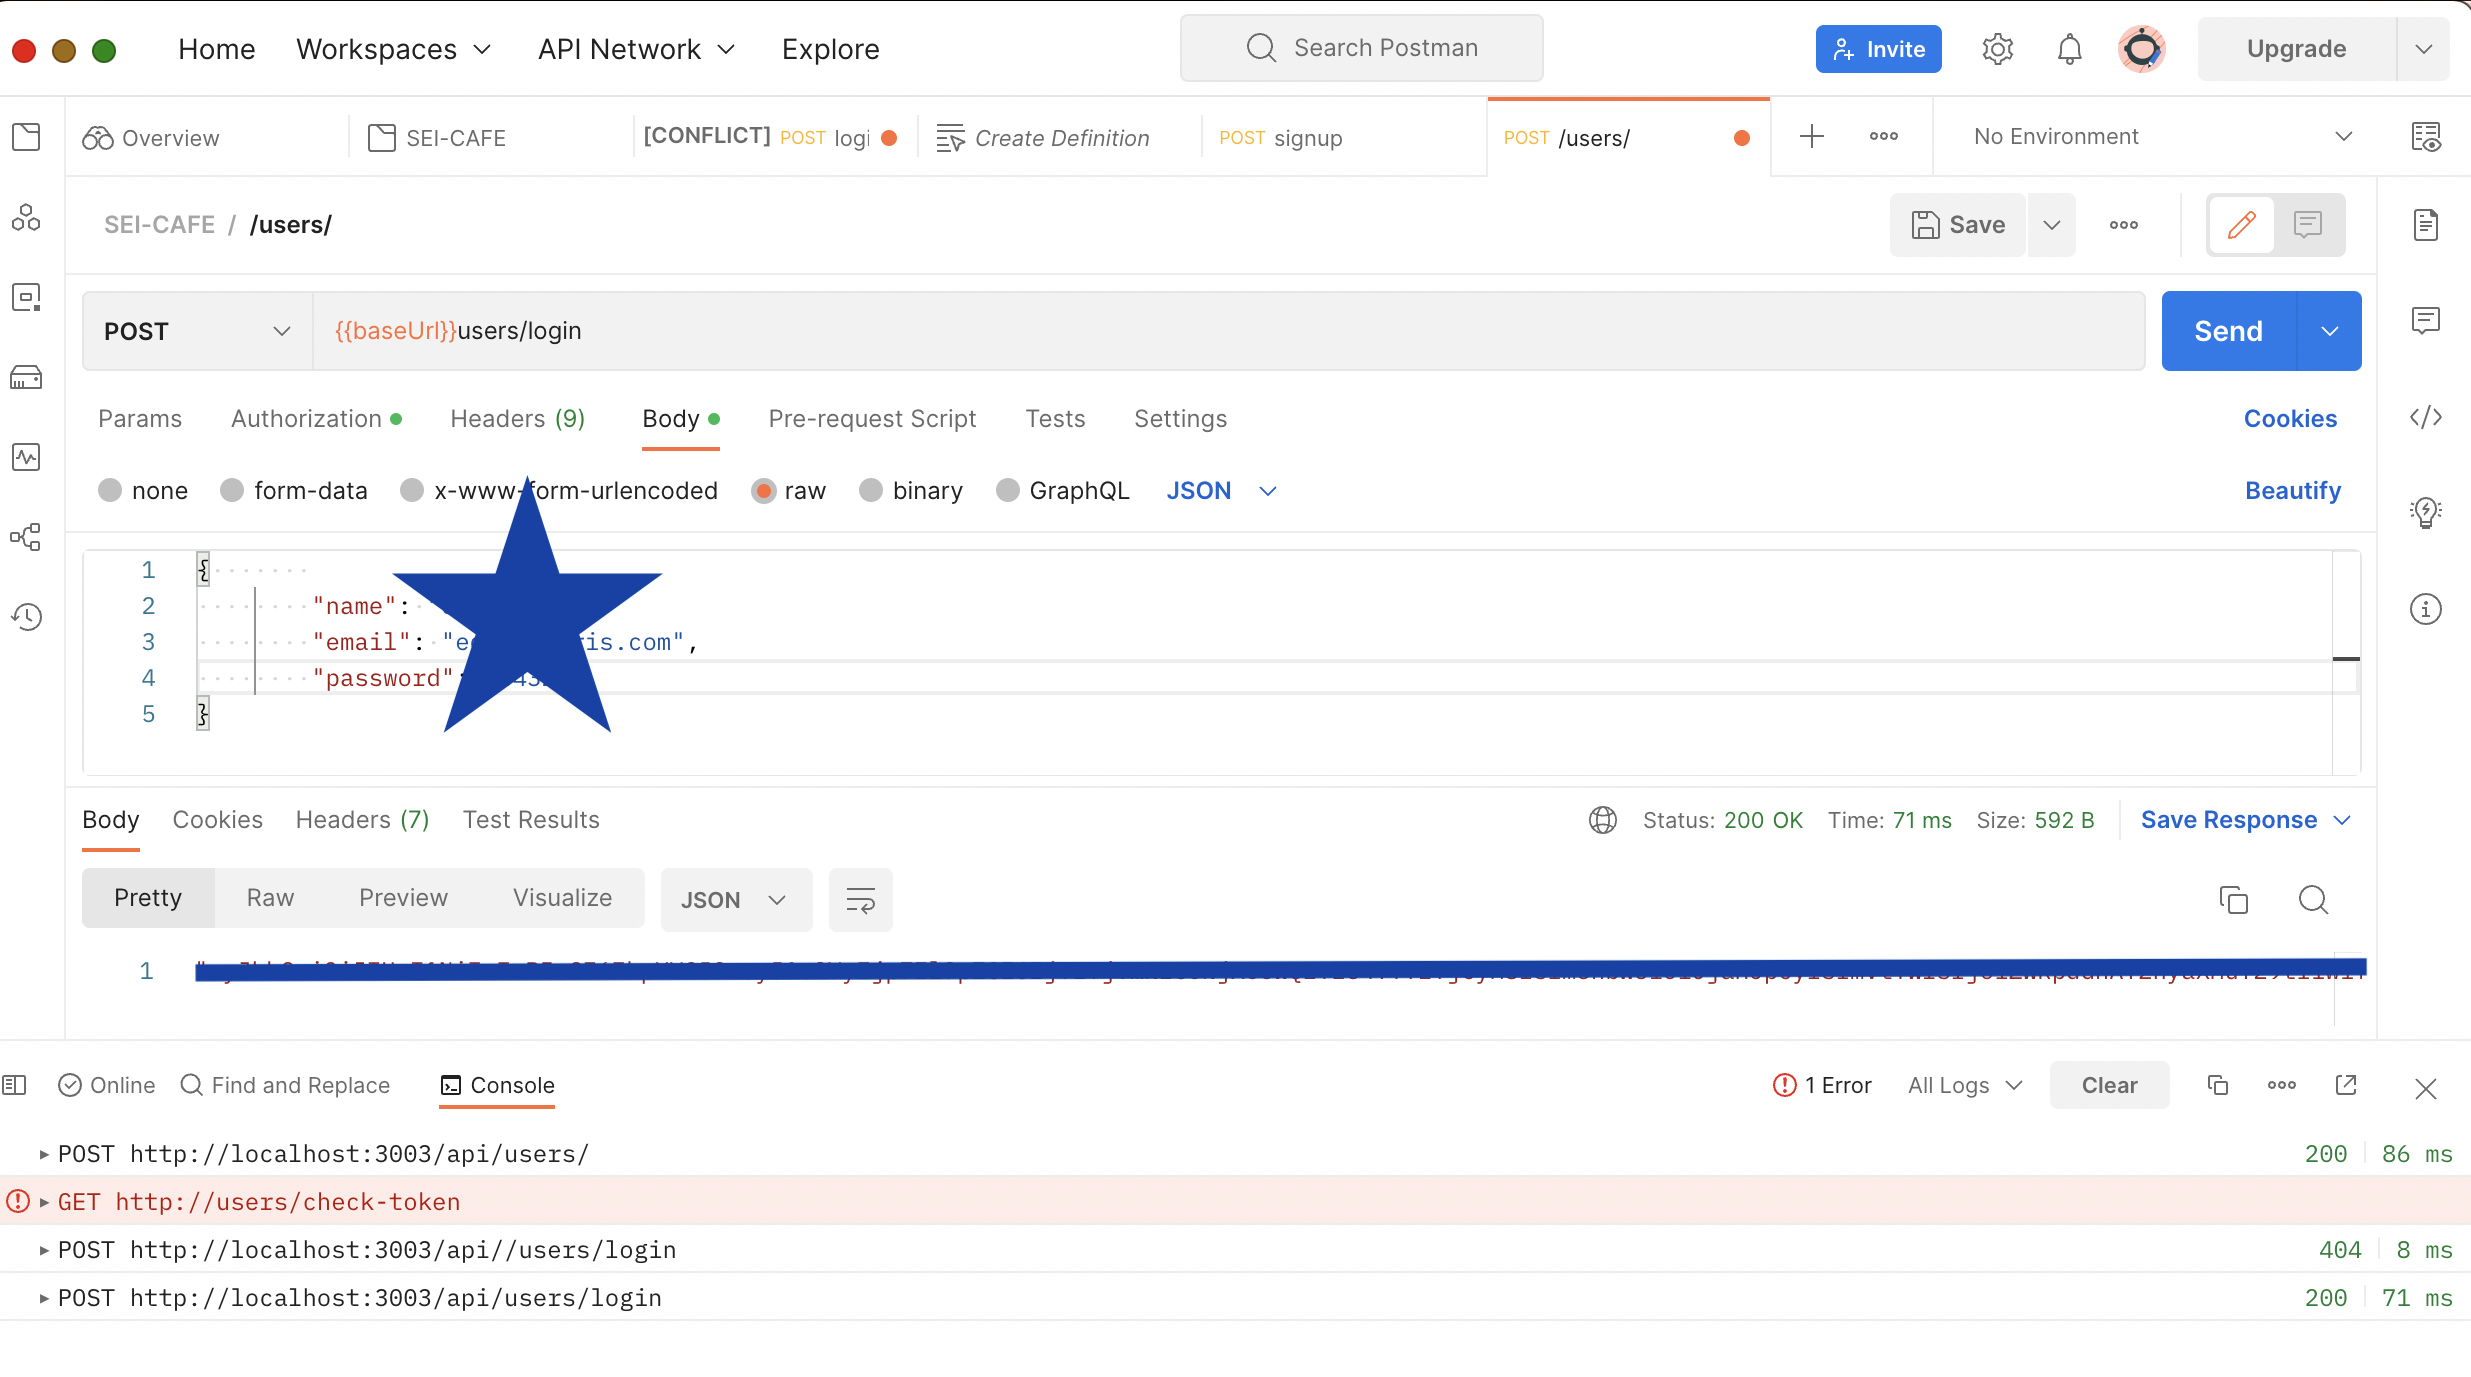 Home Workspaces API Network Explore Search Postman Invite Upgrade
Overview SEI-CAFE [CONFLICT] POST logi Create Definition POST signup POST /users/ No Environment
SEI-CAFE / /users/ Save
POST {{baseUrl}}users/login Send
Params Authorization Headers (9) Body Pre-request Script Tests Settings Cookies
none form-data x-www-form-urlencoded raw binary GraphQL JSON Beautify
1 {
2 "name":
3 "email": ris.com",
4 "password"
5 }
Body Cookies Headers (7) Test Results Status: 200 OK Time: 71 ms Size: 592 B Save Response
Pretty Raw Preview Visualize JSON
1
Online Find and Replace Console 1 Error All Logs Clear
POST http://localhost:3003/api/users/ 200 86 ms
GET http://users/check-token
POST http://localhost:3003/api//users/login 404 8 ms
POST http://localhost:3003/api/users/login 200 71 ms